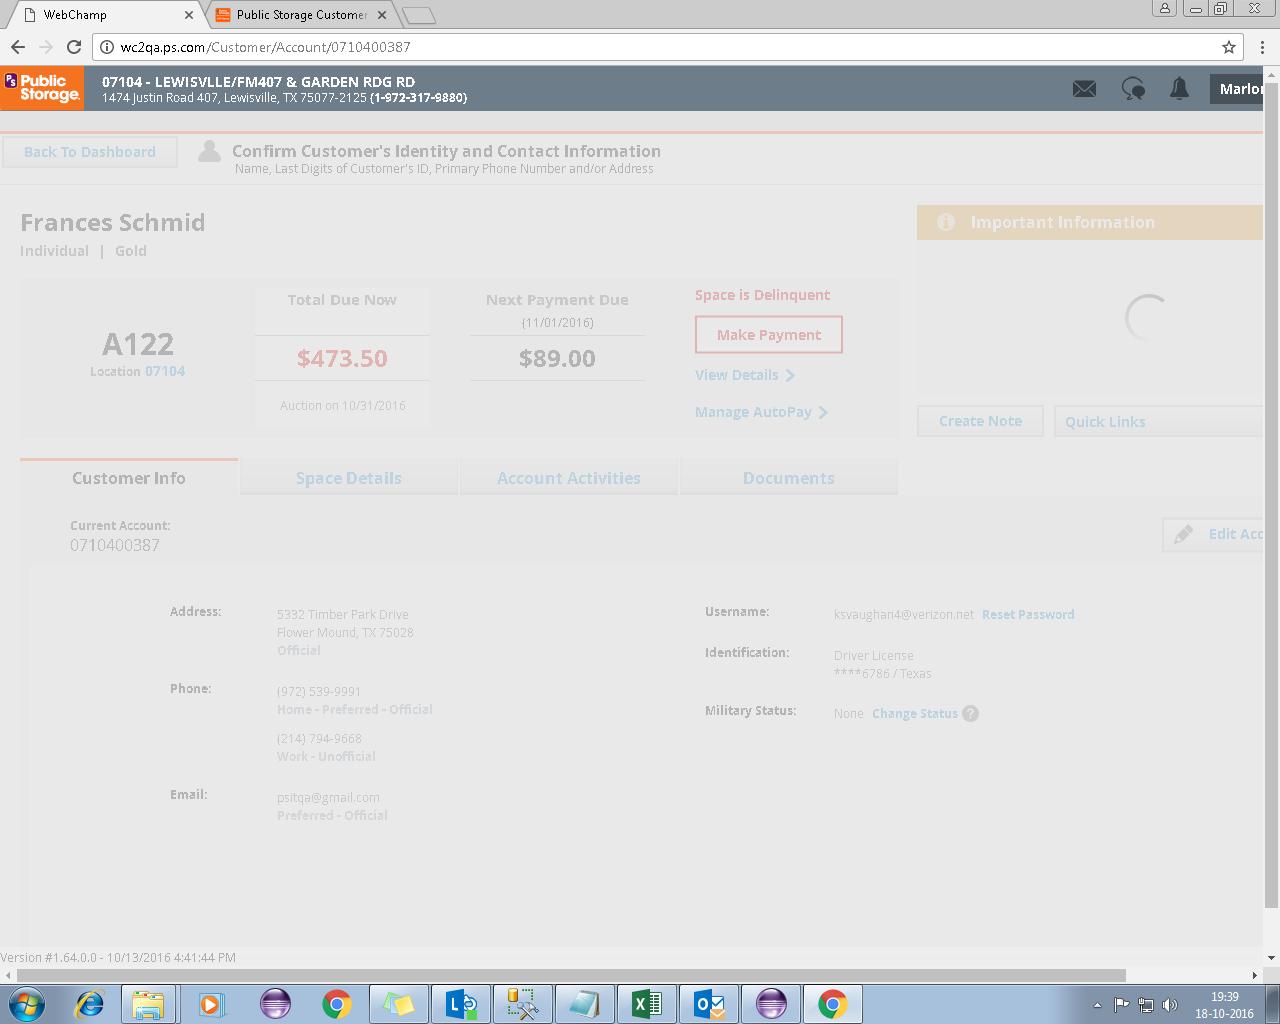 WebChamp
Public Storage Customer
wc2qa.ps.com/Customer/Account/0710400387
PS Public Storage.
07104 - LEWISVLLE/FM407 & GARDEN RDG RD
1474 Justin Road 407, Lewisville, TX 75077-2125 (1-972-317-9880)
Marlo
Back To Dashboard
Confirm Customer's Identity and Contact Information
Name, Last Digits of Customer's ID, Primary Phone Number and/or Address
Frances Schmid
Individual | Gold
Important Information
A122
Location 07104
Total Due Now
$473.50
Auction on 10/31/2016
Next Payment Due
(11/01/2016)
$89.00
Space is Delinquent
Make Payment
View Details
Manage AutoPay
Create Note
Quick Links
Customer Info
Space Details
Account Activities
Documents
Current Account:
0710400387
Edit Acc
Address:
5332 Timber Park Drive
Flower Mound, TX 75028
Official
Phone:
(972) 539-9991
Home - Preferred - Official
(214) 794-9668
Work - Unofficial
Email:
psitqa@gmail.com
Preferred - Official
Username:
ksvaughan4@verizon.net Reset Password
Identification:
Driver License
****6786 / Texas
Military Status:
None Change Status ?
Version #1.64.0.0 - 10/13/2016 4:41:44 PM
19:39
18-10-2016